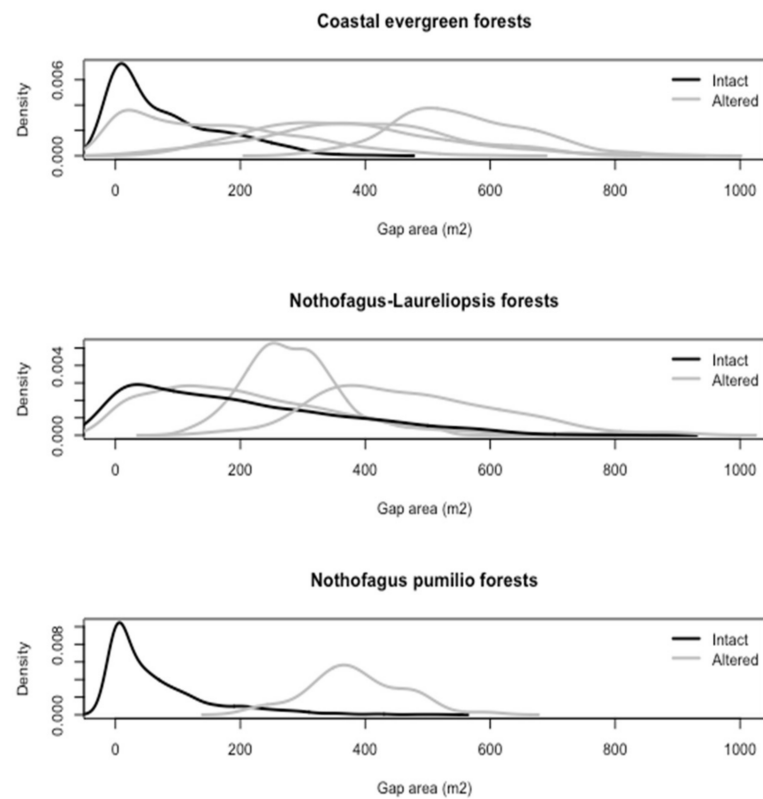 Coastal evergreen forests
Density
0.000
0.006
Intact
Altered
0 200 400 600 800 1000
Gap area (m2)
Nothofagus-Laureliopsis forests
Density
0.000
0.004
Intact
Altered
0 200 400 600 800 1000
Gap area (m2)
Nothofagus pumilio forests
Density
0.000
0.008
Intact
Altered
0 200 400 600 800 1000
Gap area (m2)